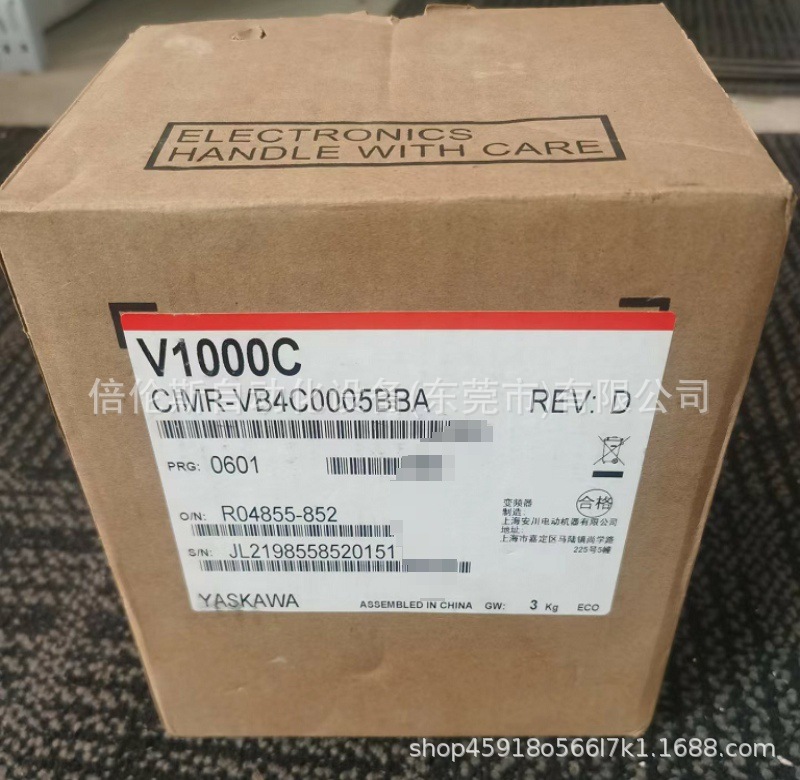 ELECTRONICS
HANDLE WITH CARE
V1000C
倍伦斯自动化设备(东莞市)有限公司
CIMR-VB4C0005BBA REV: D
PRG: 0601
O/N: R04855-852
S/N: JL2198558520151
合格
变频器
制造:
上海安川电动机器有限公司
地址:
上海市嘉定区马陆镇尚学路
225号5幢
YASKAWA ASSEMBLED IN CHINA GW: 3 Kg ECO
shop45918o566l7k1.1688.com